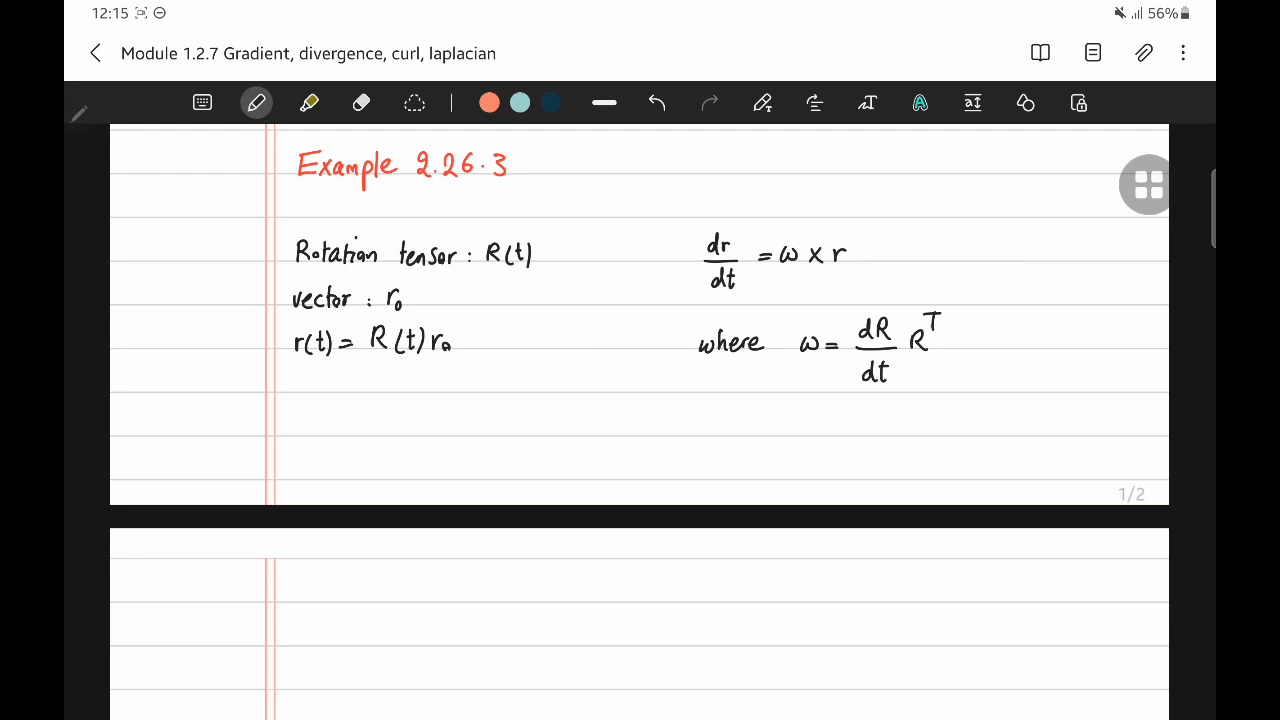 12:15
56%
Module 1.2.7 Gradient, divergence, curl, laplacian
Example 2.26.3
Rotation tensor : R(t)
vector : r₀
r(t) = R(t) r₀
dr/dt = ω × r
where ω = dR/dt Rᵀ
1/2